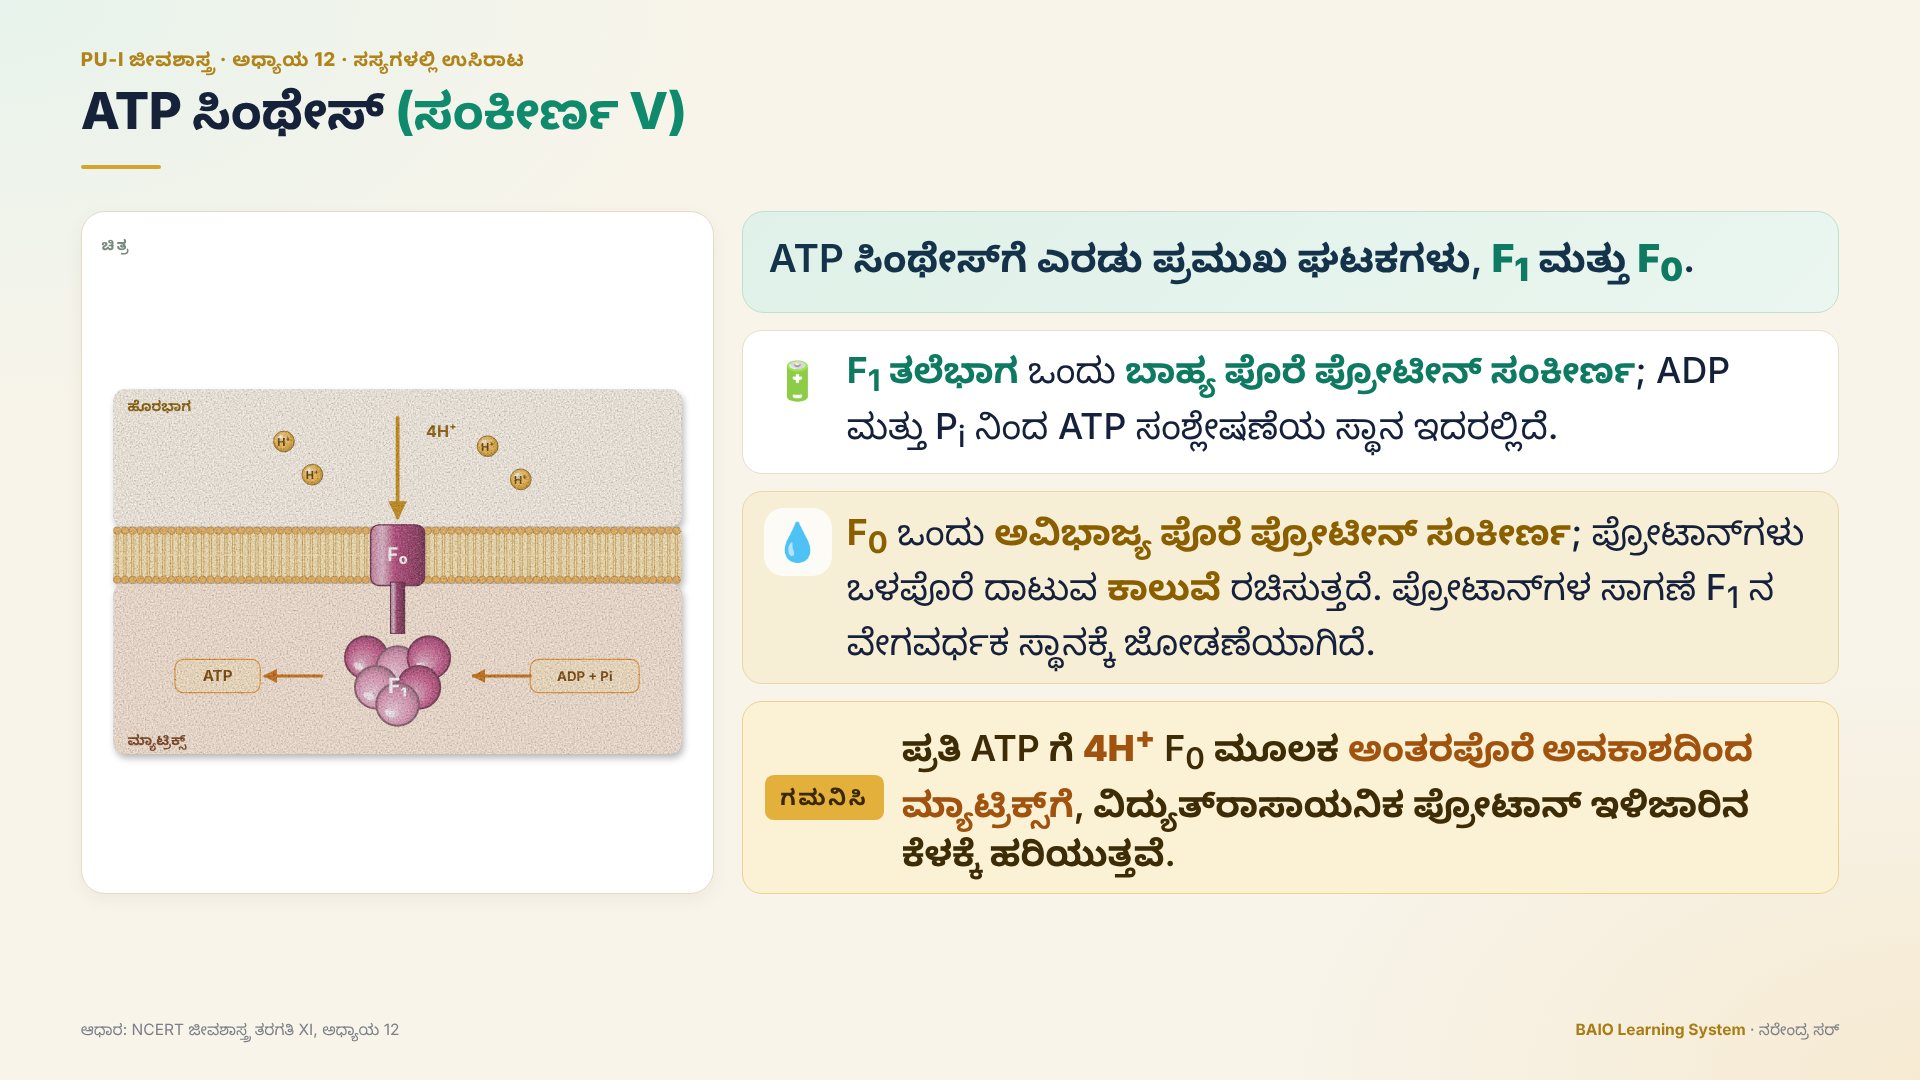 PU-I ಜೀವಶಾಸ್ತ್ರ · ಅಧ್ಯಾಯ 12 · ಸಸ್ಯಗಳಲ್ಲಿ ಉಸಿರಾಟ
ATP ಸಿಂಥೇಸ್ (ಸಂಕೀರ್ಣ V)
ಚಿತ್ರ
ಹೊರಭಾಗ
4H⁺
H⁺
H⁺
H⁺
H⁺
F₀
F₁
ATP
ADP + Pi
ಮ್ಯಾಟ್ರಿಕ್ಸ್
ATP ಸಿಂಥೇಸ್‌ಗೆ ಎರಡು ಪ್ರಮುಖ ಘಟಕಗಳು, F₁ ಮತ್ತು F₀.
F₁ ತಲೆಭಾಗ ಒಂದು ಬಾಹ್ಯ ಪೊರೆ ಪ್ರೋಟೀನ್ ಸಂಕೀರ್ಣ; ADP
ಮತ್ತು Pᵢ ನಿಂದ ATP ಸಂಶ್ಲೇಷಣೆಯ ಸ್ಥಾನ ಇದರಲ್ಲಿದೆ.
F₀ ಒಂದು ಅವಿಭಾಜ್ಯ ಪೊರೆ ಪ್ರೋಟೀನ್ ಸಂಕೀರ್ಣ; ಪ್ರೋಟಾನ್‌ಗಳು
ಒಳಪೊರೆ ದಾಟುವ ಕಾಲುವೆ ರಚಿಸುತ್ತದೆ. ಪ್ರೋಟಾನ್‌ಗಳ ಸಾಗಣೆ F₁ ನ
ವೇಗವರ್ಧಕ ಸ್ಥಾನಕ್ಕೆ ಜೋಡಣೆಯಾಗಿದೆ.
ಗಮನಿಸಿ
ಪ್ರತಿ ATP ಗೆ 4H⁺ F₀ ಮೂಲಕ ಅಂತರಪೊರೆ ಅವಕಾಶದಿಂದ
ಮ್ಯಾಟ್ರಿಕ್ಸ್‌ಗೆ, ವಿದ್ಯುತ್‌ರಾಸಾಯನಿಕ ಪ್ರೋಟಾನ್ ಇಳಿಜಾರಿನ
ಕೆಳಕ್ಕೆ ಹರಿಯುತ್ತವೆ.
ಆಧಾರ: NCERT ಜೀವಶಾಸ್ತ್ರ ತರಗತಿ XI, ಅಧ್ಯಾಯ 12
BAIO Learning System · ನರೇಂದ್ರ ಸರ್